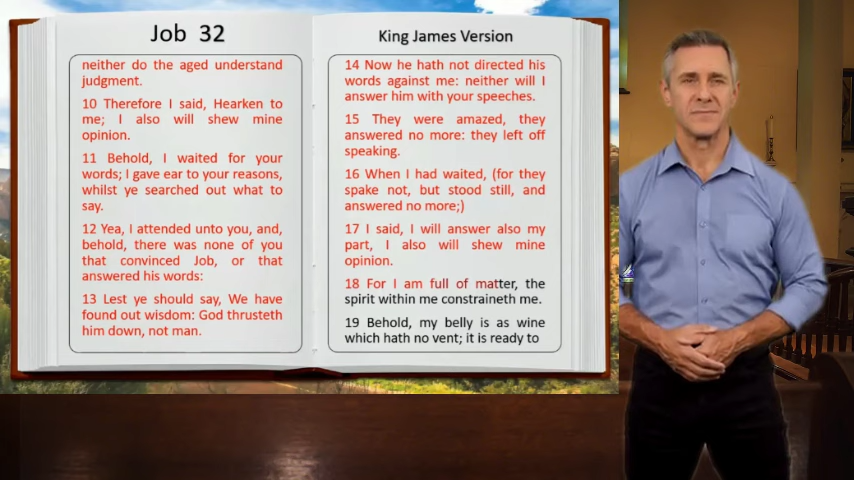 Job 32
neither do the aged understand
judgment.
10 Therefore I said, Hearken to
me; I also will shew mine
opinion.
11 Behold, I waited for your
words; I gave ear to your reasons,
whilst ye searched out what to
say.
12 Yea, I attended unto you, and,
behold, there was none of you
that convinced Job, or that
answered his words:
13 Lest ye should say, We have
found out wisdom: God thrusteth
him down, not man.
King James Version
14 Now he hath not directed his
words against me: neither will I
answer him with your speeches.
15 They were amazed, they
answered no more: they left off
speaking.
16 When I had waited, (for they
spake not, but stood still, and
answered no more;)
17 I said, I will answer also my
part, I also will shew mine
opinion.
18 For I am full of matter, the
spirit within me constraineth me.
19 Behold, my belly is as wine
which hath no vent; it is ready to